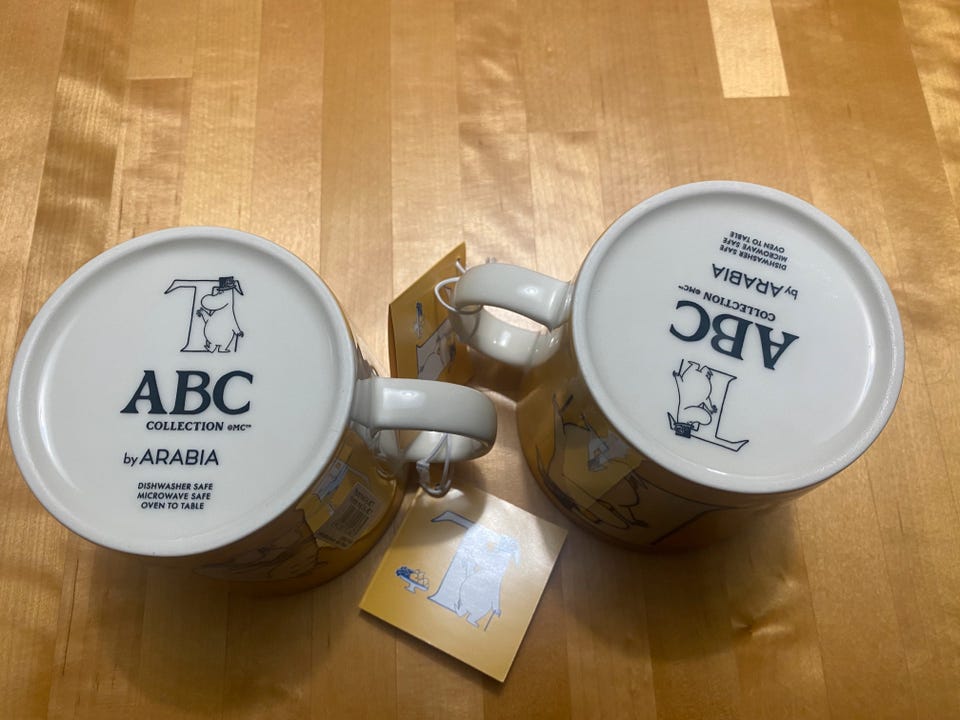 T
ABC
COLLECTION ©MC™
by ARABIA
DISHWASHER SAFE
MICROWAVE SAFE
OVEN TO TABLE
T
T
ABC
COLLECTION ©MC™
by ARABIA
DISHWASHER SAFE
MICROWAVE SAFE
OVEN TO TABLE